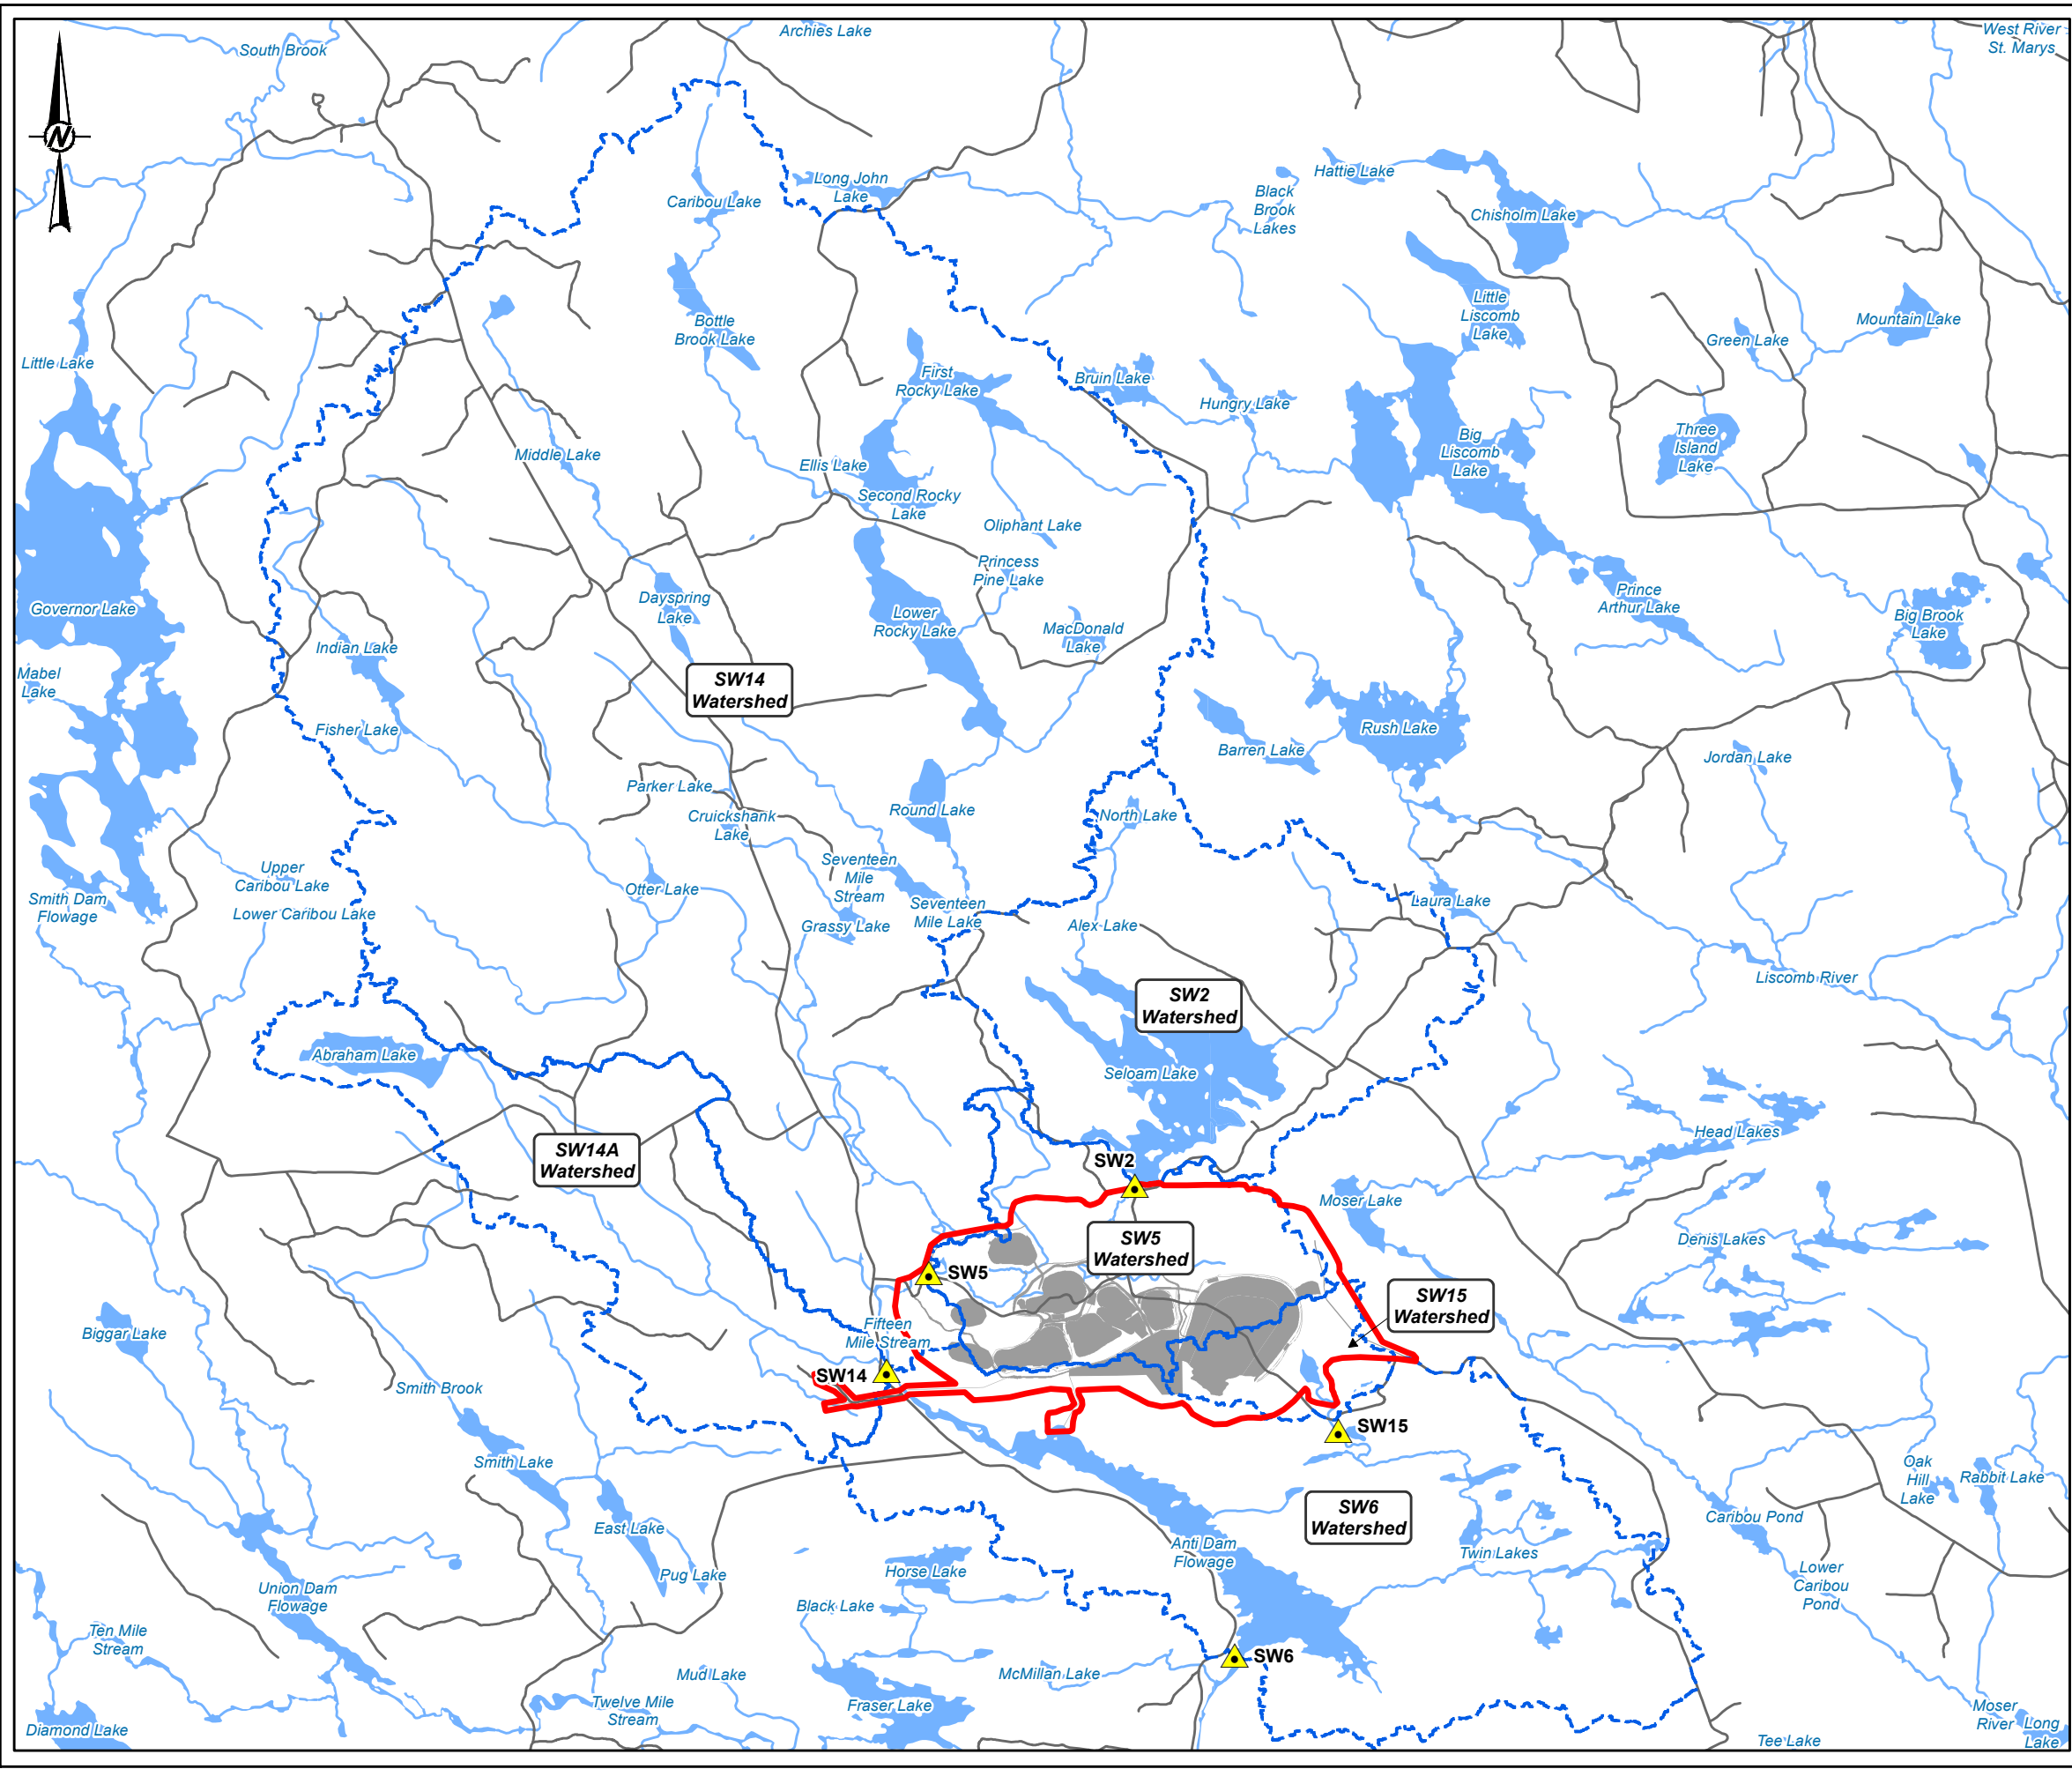 Archies Lake
West River
St. Marys
South Brook
N
Hattie Lake
Long John
Lake
Black
Brook
Lakes
Caribou Lake
Chisholm Lake
Little
Liscomb
Lake
Mountain Lake
Bottle
Brook Lake
Green Lake
Little Lake
First
Rocky Lake
Bruin Lake
Hungry Lake
Three
Island
Lake
Big
Liscomb
Lake
Middle Lake
Ellis Lake
Second Rocky
Lake
Oliphant Lake
Princess
Pine Lake
Dayspring
Lake
Prince
Arthur Lake
Governor Lake
Lower
Rocky Lake
Big Brook
Lake
MacDonald
Lake
Indian Lake
Mabel
Lake
SW14
Watershed
Fisher Lake
Rush Lake
Barren Lake
Jordan Lake
Parker Lake
Round Lake
North Lake
Cruickshank
Lake
Seventeen
Mile
Stream
Upper
Caribou Lake
Otter Lake
Smith Dam
Flowage
Laura Lake
Seventeen
Mile Lake
Lower Caribou Lake
Grassy Lake
Alex Lake
Liscomb River
SW2
Watershed
Abraham Lake
Seloam Lake
Head Lakes
SW14A
Watershed
SW2
Moser Lake
SW5
Watershed
Denis Lakes
SW5
SW15
Watershed
Fifteen
Mile Stream
Biggar Lake
SW14
Smith Brook
SW15
Smith Lake
Oak
Hill
Lake
Rabbit Lake
SW6
Watershed
Caribou Pond
East Lake
Anti Dam
Flowage
Twin Lakes
Horse Lake
Pug Lake
Lower
Caribou
Pond
Union Dam
Flowage
Black Lake
Ten Mile
Stream
SW6
Mud Lake
McMillan Lake
Twelve Mile
Stream
Fraser Lake
Moser
River
Long
Lake
Diamond Lake
Tee Lake